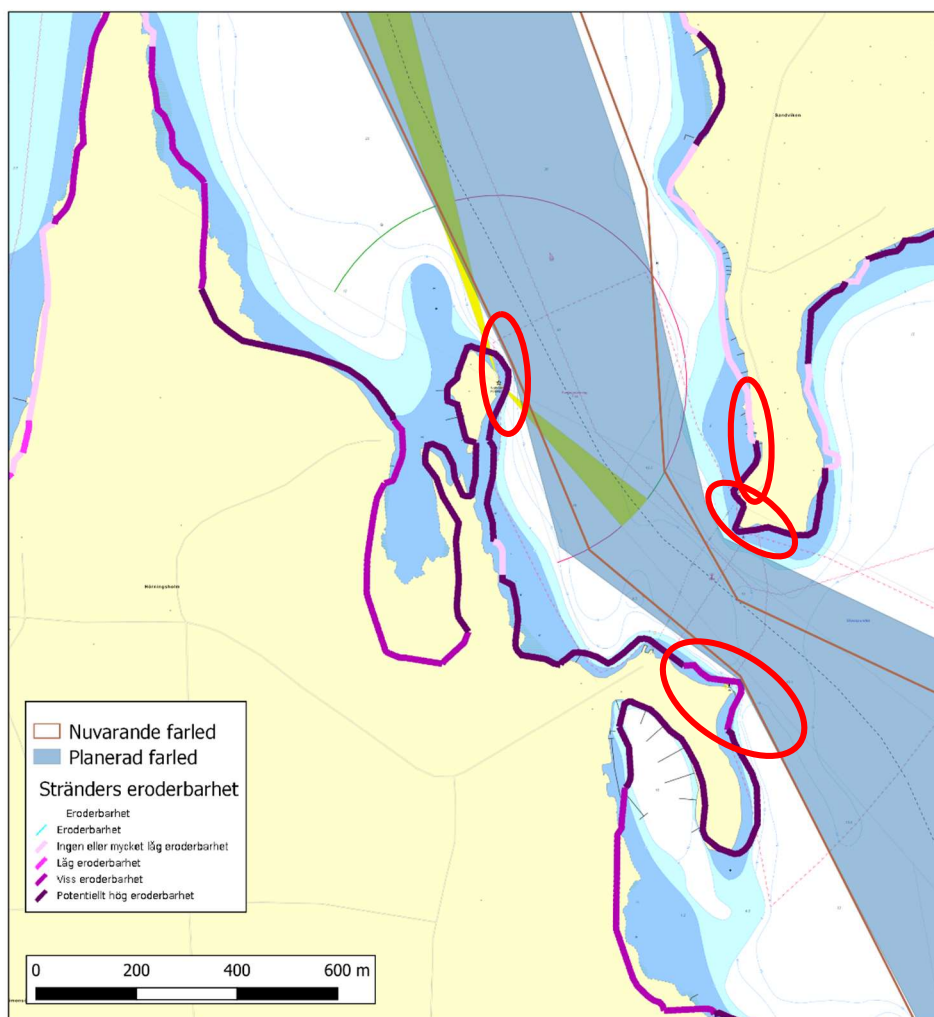 Sandviken
Hörningsholm
Nuvarande farled
Planerad farled
Stränders eroderbarhet
Eroderbarhet
Eroderbarhet
Ingen eller mycket låg eroderbarhet
Låg eroderbarhet
Viss eroderbarhet
Potentiellt hög eroderbarhet
0 200 400 600 m